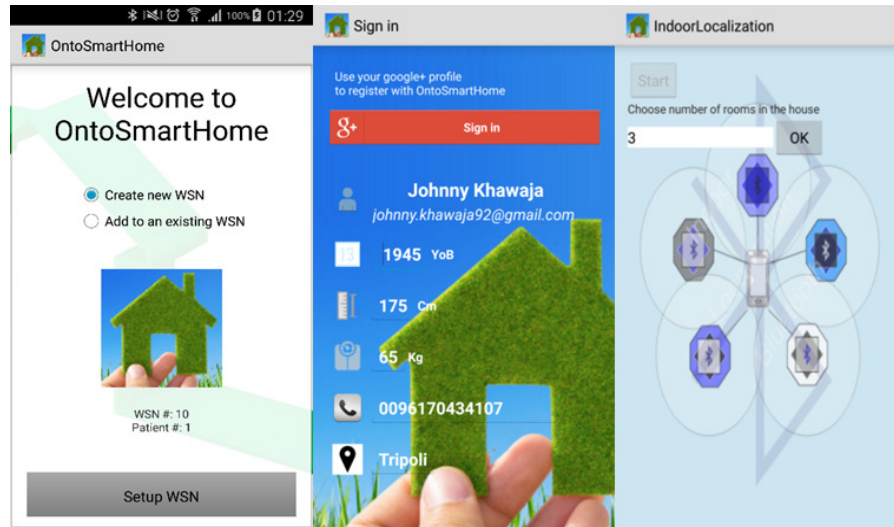 100% 01:29
OntoSmartHome
Welcome to
OntoSmartHome
Create new WSN
Add to an existing WSN
WSN #: 10
Patient #: 1
Setup WSN
Sign in
Use your google+ profile
to register with OntoSmartHome
g+ Sign in
Johnny Khawaja
johnny.khawaja92@gmail.com
13 1945 YoB
175 Cm
65 Kg
0096170434107
Tripoli
IndoorLocalization
Start
Choose number of rooms in the house
3 OK